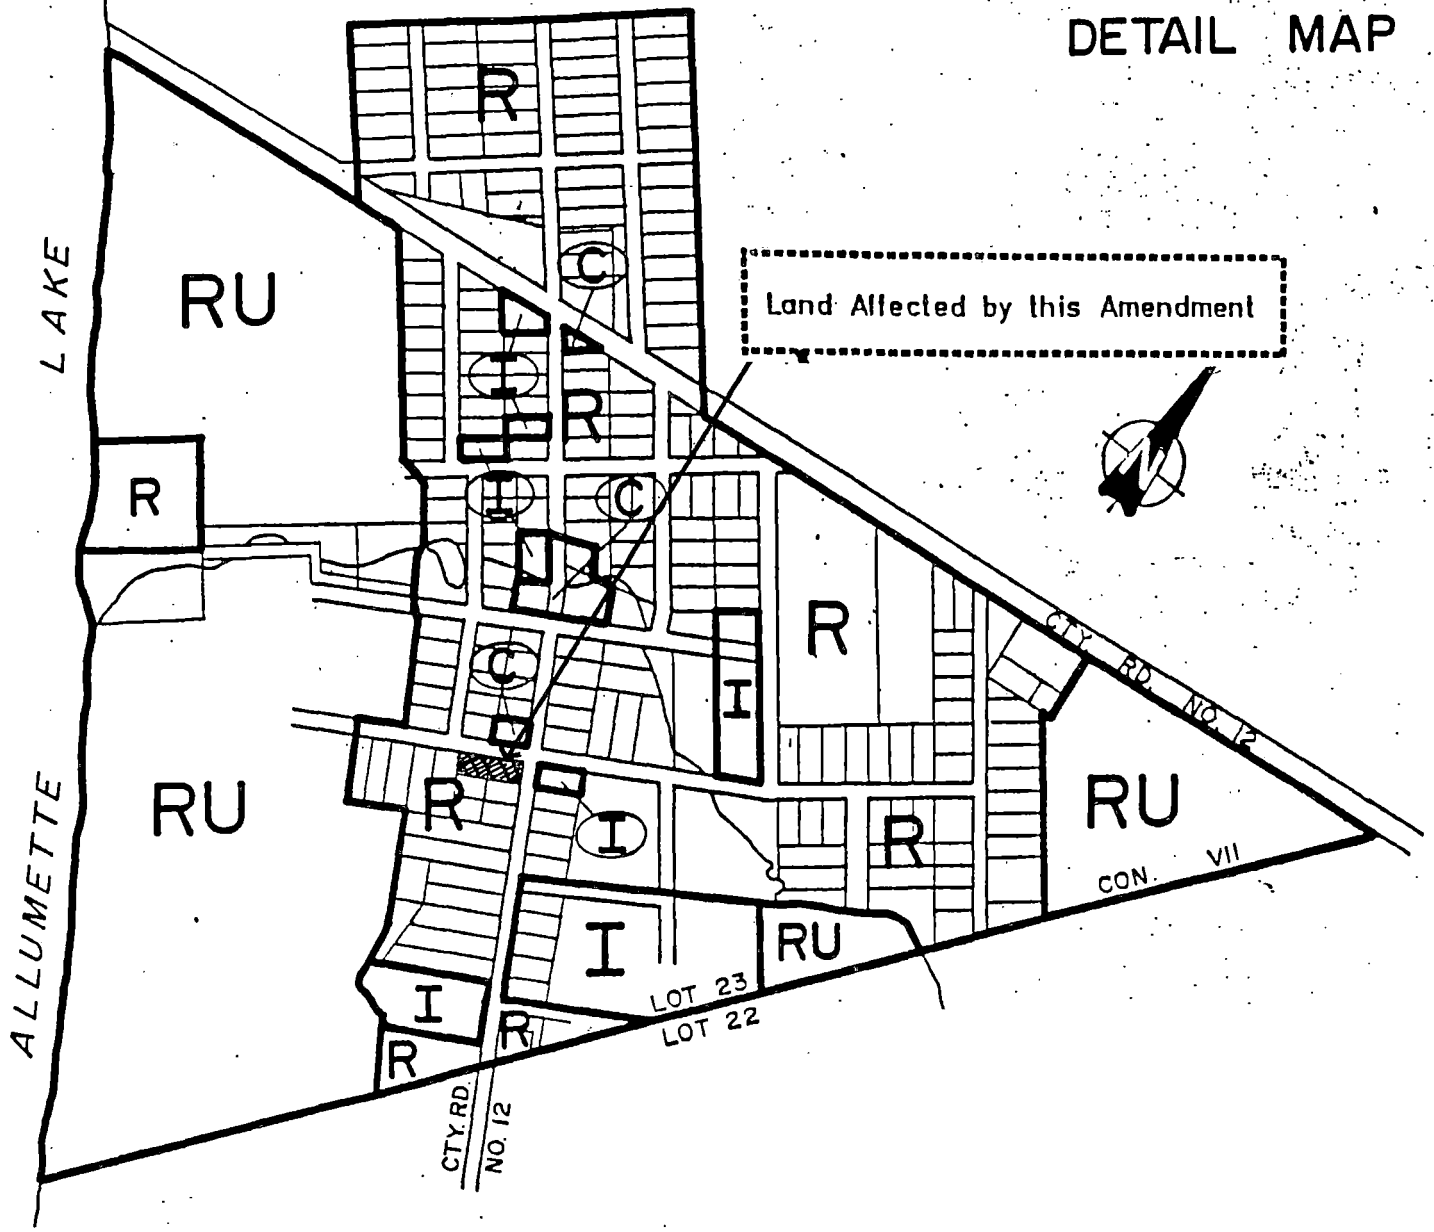 DETAIL MAP
R
C
RU
LAKE
Land Affected by this Amendment
I
R
N
R
I
C
R
C
I
CTY. RD. NO. 12
RU
R
I
R
RU
ALLUMETTE
CON. VII
I
RU
LOT 23
LOT 22
I
R
R
CTY. RD.
NO. 12